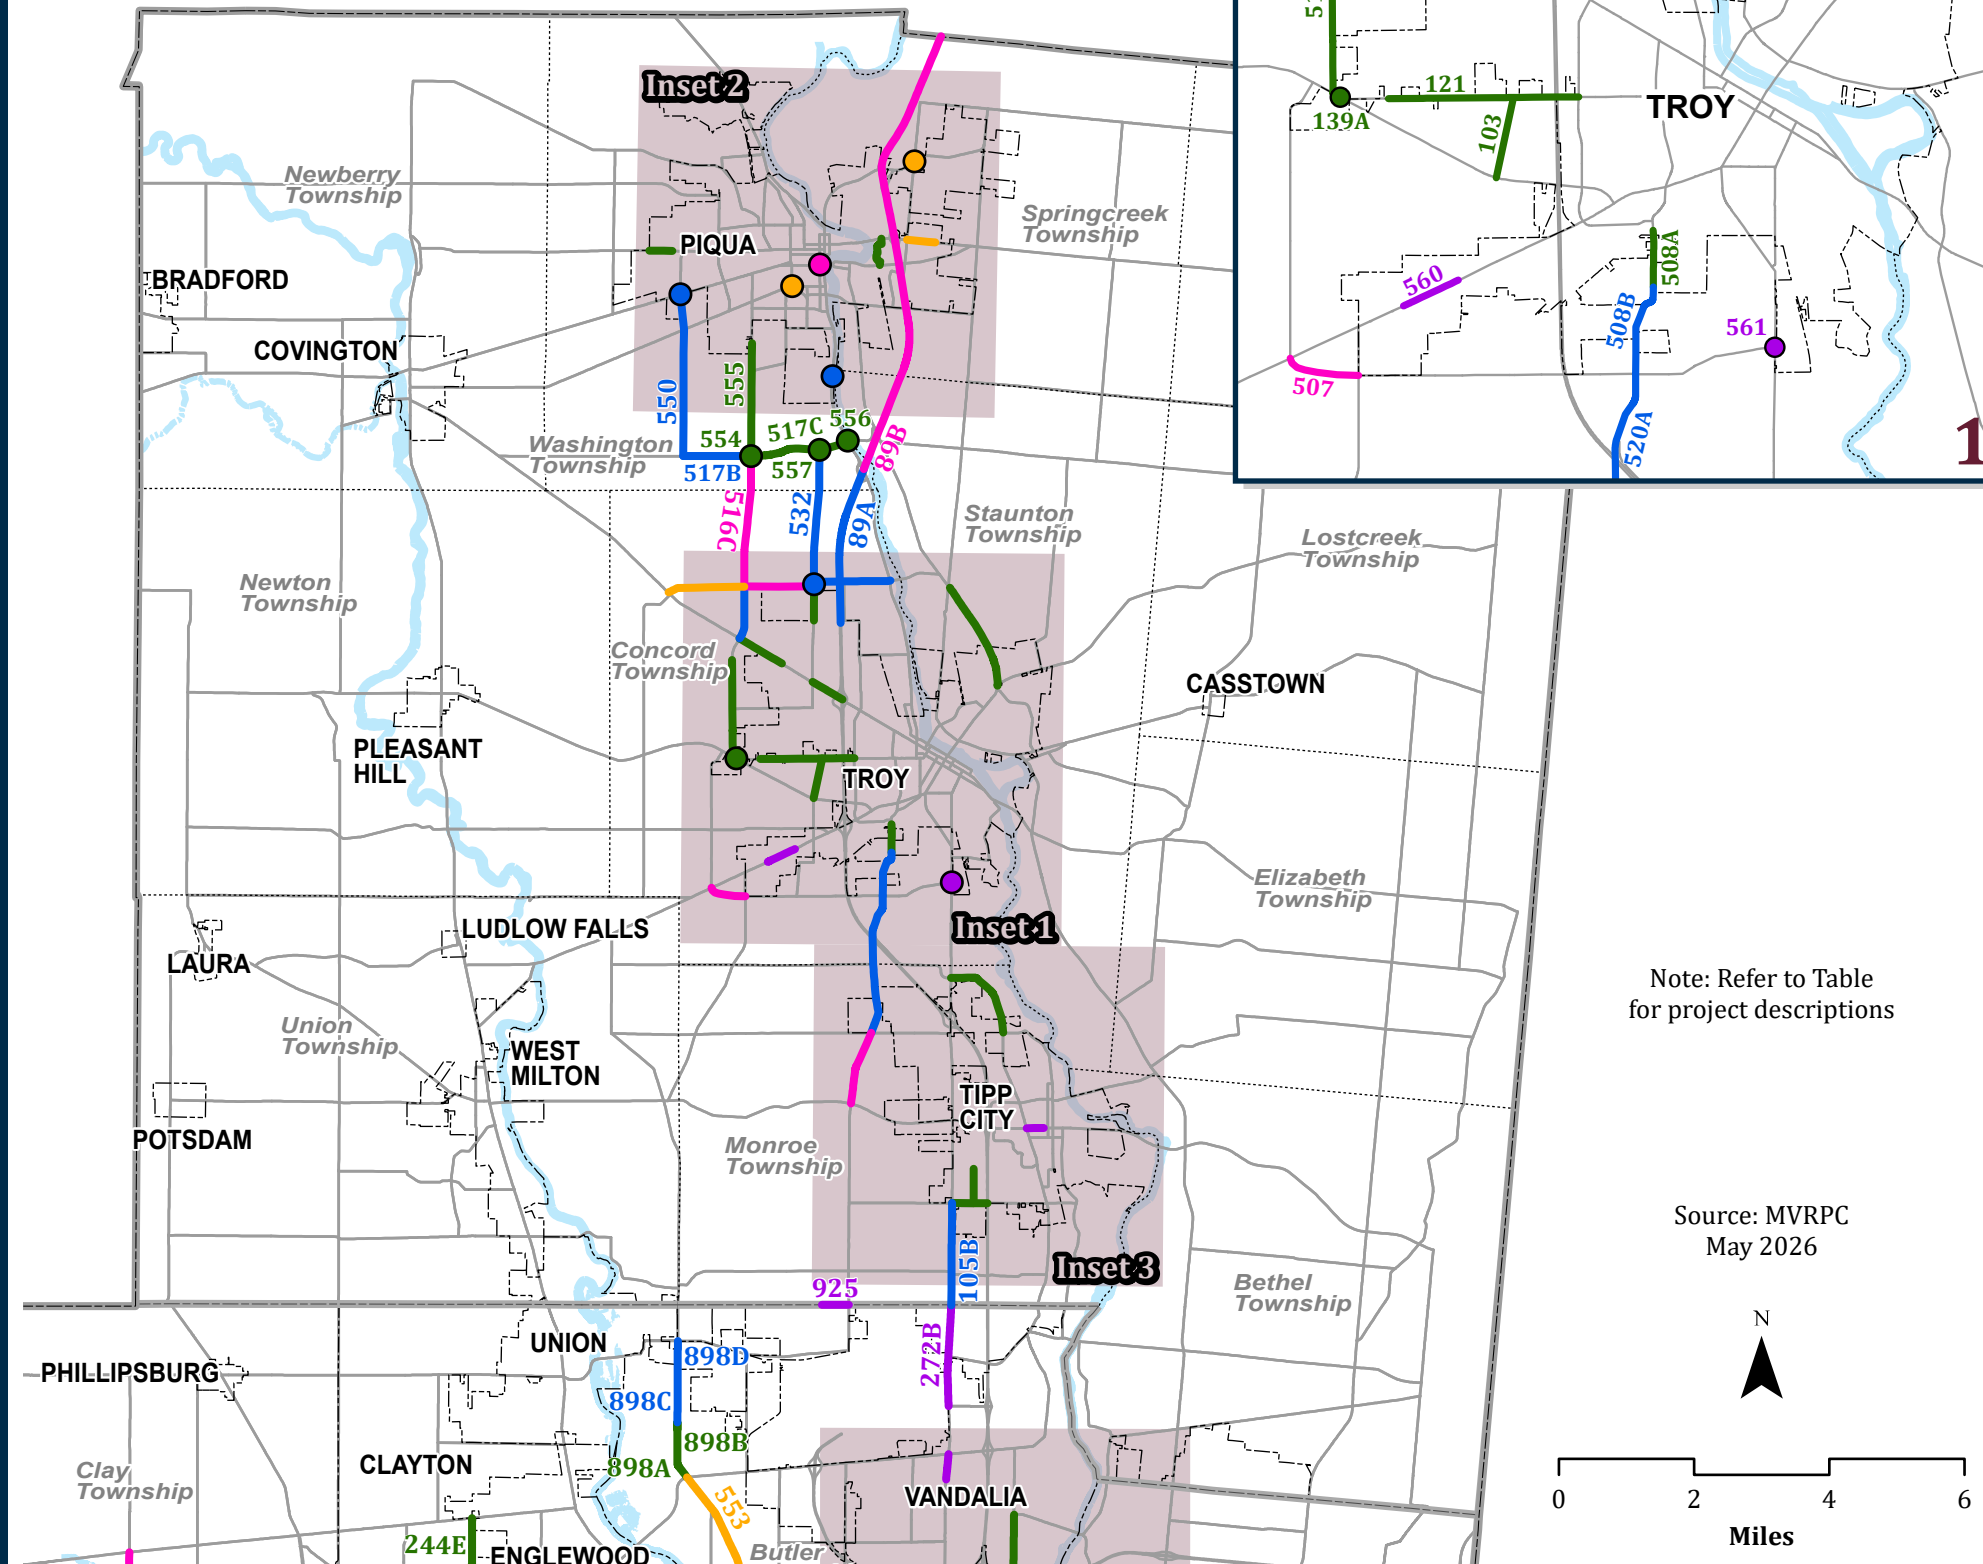 Inset 2
Newberry
Township
Springcreek
Township
PIQUA
BRADFORD
COVINGTON
550
555
554
517C
556
557
517B
89B
Washington
Township
516C
532
89A
Staunton
Township
Lostcreek
Township
Newton
Township
Concord
Township
CASSTOWN
PLEASANT
HILL
TROY
Elizabeth
Township
LUDLOW FALLS
Inset 1
LAURA
Union
Township
WEST
MILTON
TIPP
CITY
POTSDAM
Monroe
Township
105B
Inset 3
925
Bethel
Township
UNION
272B
898D
PHILLIPSBURG
898C
898B
898A
CLAYTON
Clay
Township
553
VANDALIA
244E
ENGLEWOOD
Butler
121
TROY
139A
103
508A
560
508B
561
507
520A
1
Note: Refer to Table
for project descriptions
Source: MVRPC
May 2026
N
0 2 4 6
Miles